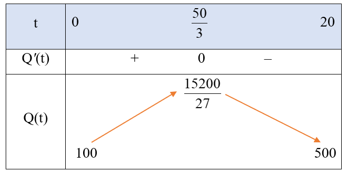 t 0 50/3 20
Q′(t) + 0 –
15200/27
Q(t)
100 500